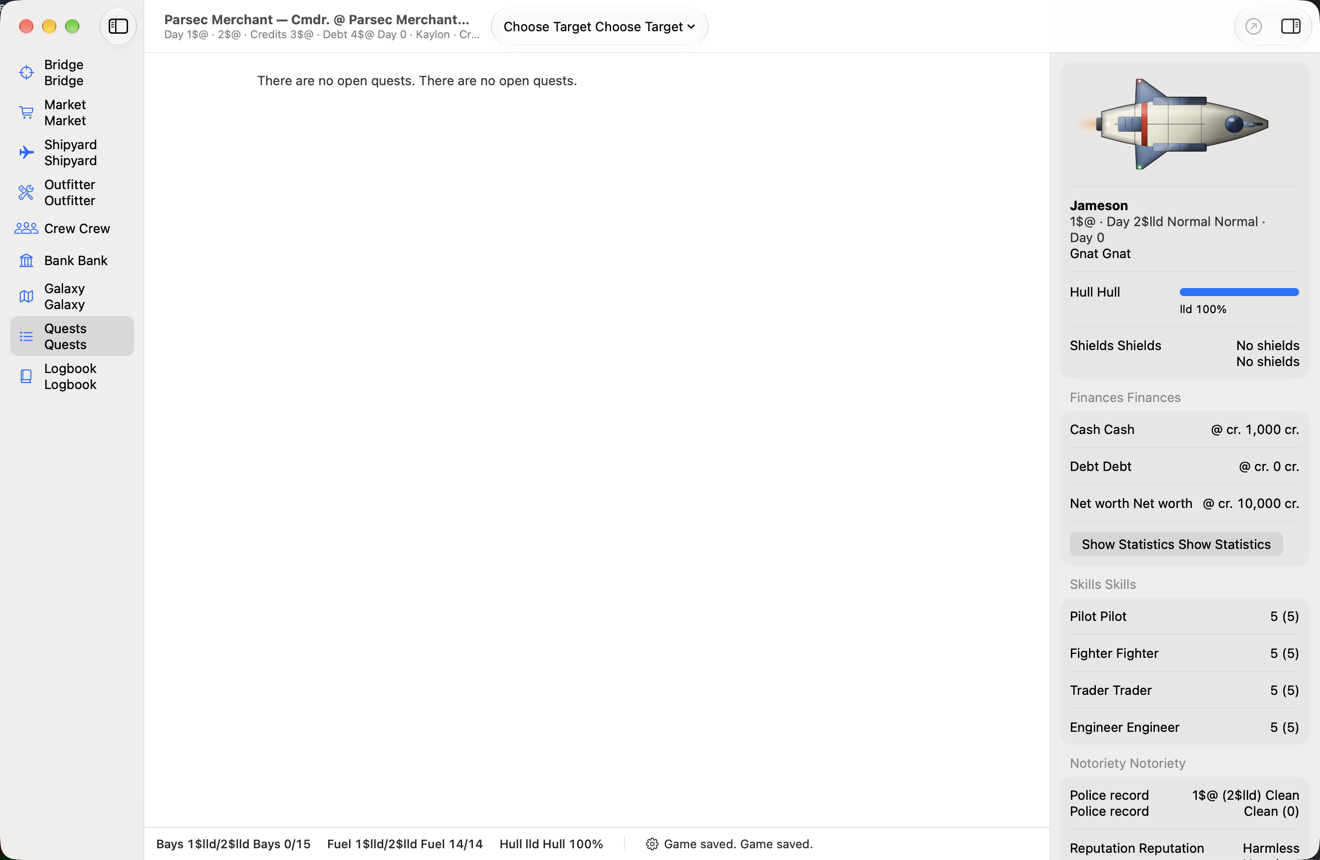 Parsec Merchant — Cmdr. @ Parsec Merchant...
Day 1$@ · 2$@ · Credits 3$@ · Debt 4$@ Day 0 · Kaylon · Cr...
Choose Target Choose Target
Bridge
Bridge
Market
Market
Shipyard
Shipyard
Outfitter
Outfitter
Crew Crew
Bank Bank
Galaxy
Galaxy
Quests
Quests
Logbook
Logbook
There are no open quests. There are no open quests.
Jameson
1$@ · Day 2$lld Normal Normal ·
Day 0
Gnat Gnat
Hull Hull
lld 100%
Shields Shields No shields
No shields
Finances Finances
Cash Cash @ cr. 1,000 cr.
Debt Debt @ cr. 0 cr.
Net worth Net worth @ cr. 10,000 cr.
Show Statistics Show Statistics
Skills Skills
Pilot Pilot 5 (5)
Fighter Fighter 5 (5)
Trader Trader 5 (5)
Engineer Engineer 5 (5)
Notoriety Notoriety
Police record 1$@ (2$lld) Clean
Police record Clean (0)
Reputation Reputation Harmless
Bays 1$lld/2$lld Bays 0/15 Fuel 1$lld/2$lld Fuel 14/14 Hull lld Hull 100% Game saved. Game saved.